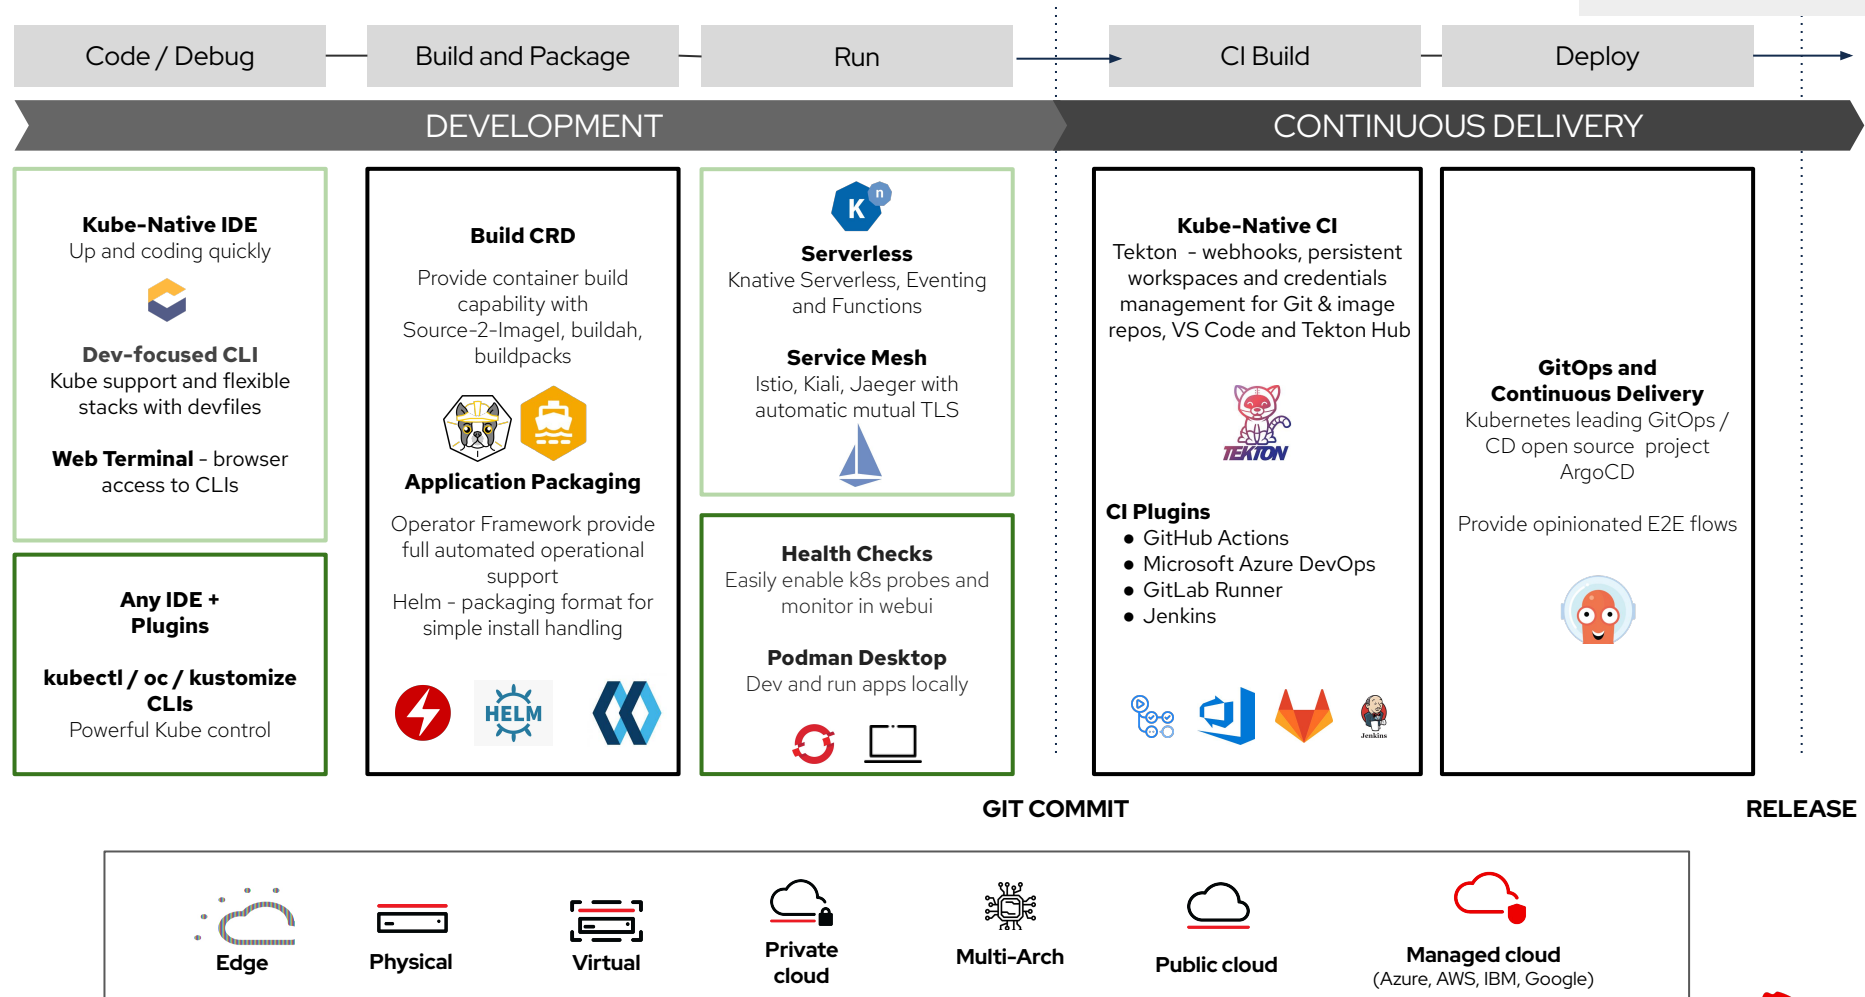 Code / Debug
Build and Package
Run
CI Build
Deploy
DEVELOPMENT
CONTINUOUS DELIVERY
Kube-Native IDE
Up and coding quickly
Dev-focused CLI
Kube support and flexible
stacks with devfiles
Web Terminal - browser
access to CLIs
Any IDE +
Plugins
kubectl / oc / kustomize
CLIs
Powerful Kube control
Build CRD
Provide container build
capability with
Source-2-ImageI, buildah,
buildpacks
Application Packaging
Operator Framework provide
full automated operational
support
Helm - packaging format for
simple install handling
HELM
K
n
Serverless
Knative Serverless, Eventing
and Functions
Service Mesh
Istio, Kiali, Jaeger with
automatic mutual TLS
Health Checks
Easily enable k8s probes and
monitor in webui
Podman Desktop
Dev and run apps locally
Kube-Native CI
Tekton - webhooks, persistent
workspaces and credentials
management for Git & image
repos, VS Code and Tekton Hub
TEKTON
CI Plugins
● GitHub Actions
● Microsoft Azure DevOps
● GitLab Runner
● Jenkins
Jenkins
GitOps and
Continuous Delivery
Kubernetes leading GitOps /
CD open source project
ArgoCD
Provide opinionated E2E flows
GIT COMMIT
RELEASE
Edge
Physical
Virtual
Private
cloud
Multi-Arch
Public cloud
Managed cloud
(Azure, AWS, IBM, Google)